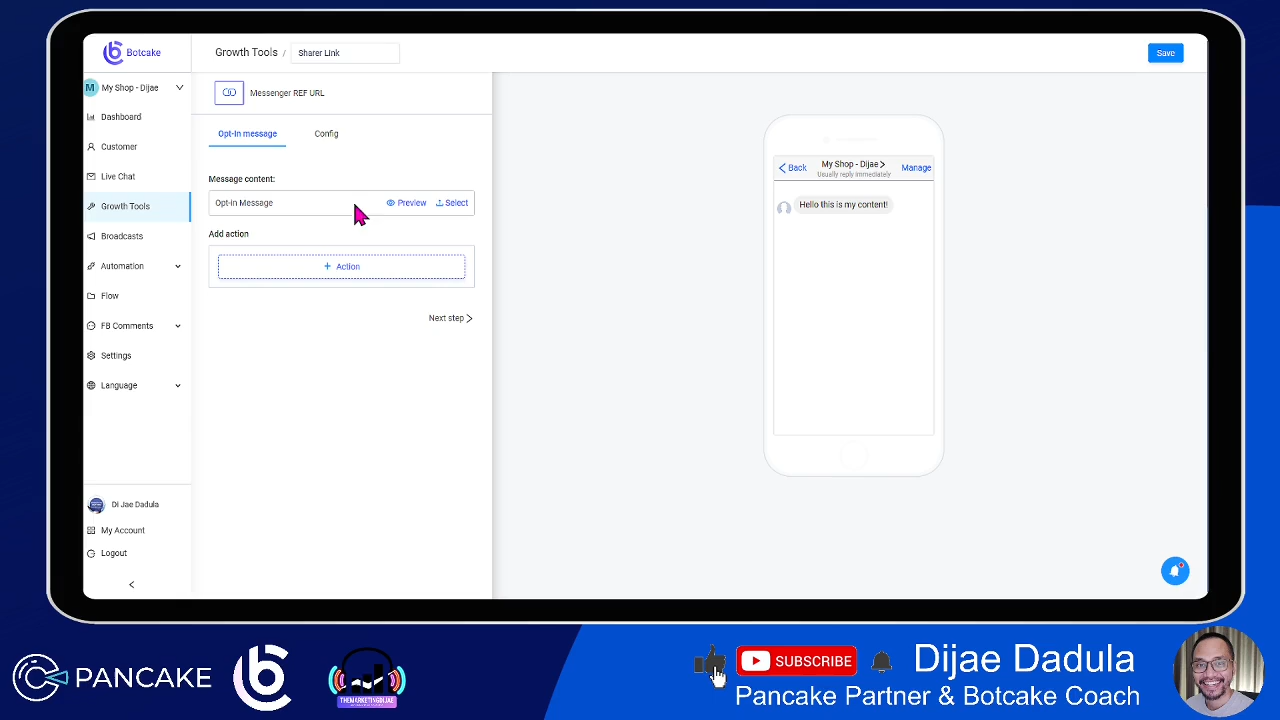 Botcake
Growth Tools / Sharer Link
Save
M My Shop - Dijae
Dashboard
Customer
Live Chat
Growth Tools
Broadcasts
Automation
Flow
FB Comments
Settings
Language
Di Jae Dadula
My Account
Logout
Messenger REF URL
Opt-In message Config
Message content:
Opt-in Message Preview Select
Add action
+ Action
Next step
Back My Shop - Dijae Manage
Usually reply immediately
Hello this is my content!
PANCAKE
THEMARKETINGDIJAE
SUBSCRIBE
Dijae Dadula
Pancake Partner & Botcake Coach